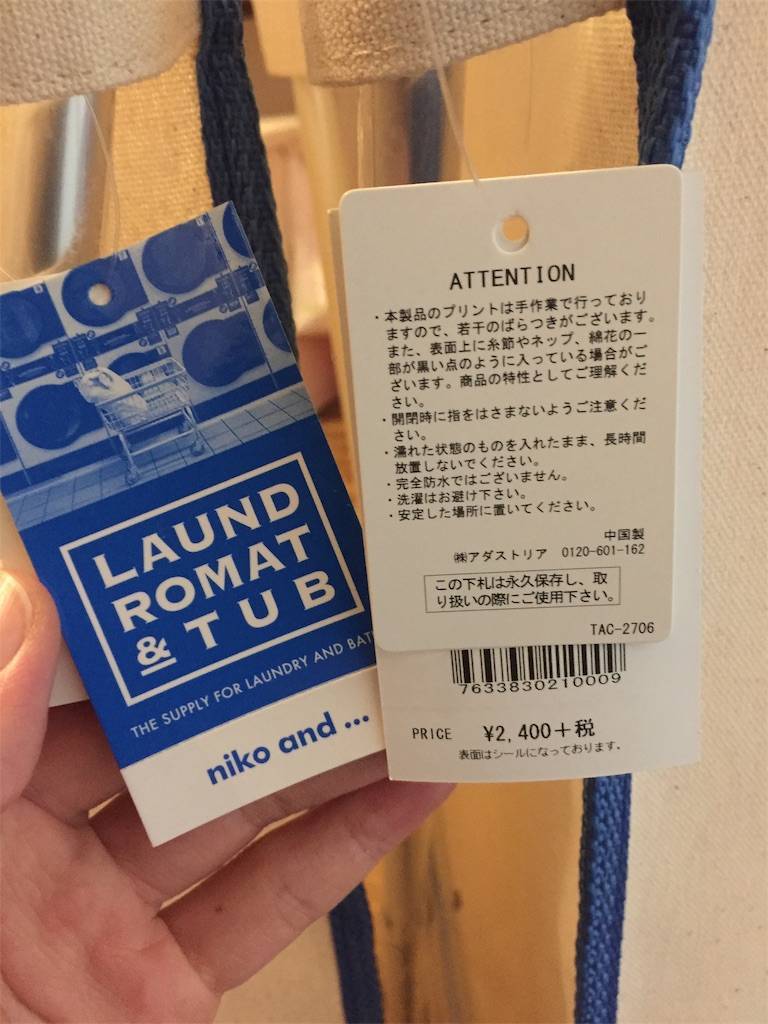 LAUND
ROMAT
& TUB
THE SUPPLY FOR LAUNDRY AND
niko and ...
ATTENTION
・本製品のプリントは手作業で行っており
ますので、若干のばらつきがございます。
また、表面上に糸節やネップ、綿花の一
部が黒い点のように入っている場合がご
ざいます。商品の特性としてご理解くだ
さい。
・開閉時に指をはさまないようご注意くだ
さい。
・濡れた状態のものを入れたまま、長時間
放置しないでください。
・完全防水ではございません。
・洗濯はお避け下さい。
・安定した場所に置いてください。
中国製
㈱アダストリア 0120-601-162
この下札は永久保存し、取
り扱いの際にご使用下さい。
TAC-2706
7633830210009
PRICE ¥2,400+税
表面はシールになっております。